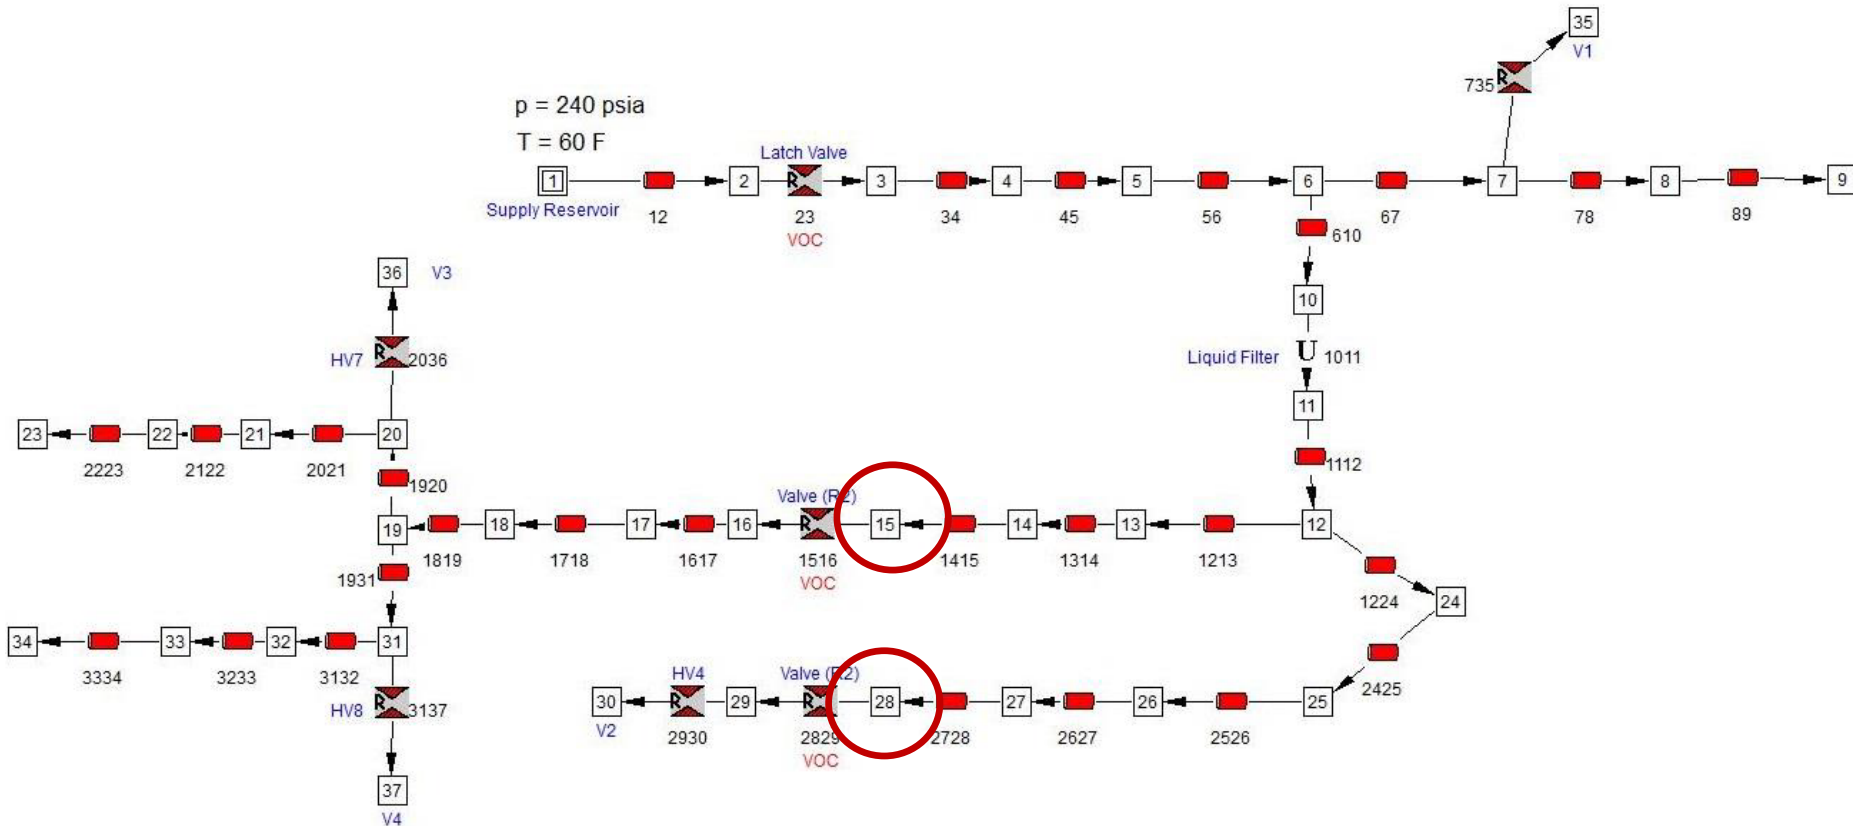 35
V1
735
p = 240 psia
T = 60 F
Latch Valve
1
2
R
3
4
5
6
7
8
9
Supply Reservoir
12
23
34
45
56
67
78
89
VOC
610
36
V3
10
HV7
R
2036
Liquid Filter
U
1011
11
23
22
21
20
2223
2122
2021
1112
1920
Valve (R2)
19
18
17
16
R
15
14
13
12
1819
1718
1617
1516
1415
1314
1213
VOC
1931
1224
24
34
33
32
31
3334
3233
3132
2425
HV4
Valve (R2)
HV8
R
3137
30
R
29
R
28
27
26
25
V2
2930
2829
2728
2627
2526
VOC
37
V4
R